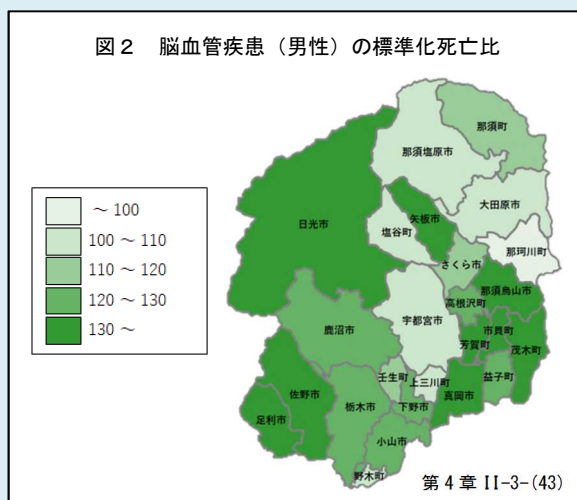 図２　脳血管疾患（男性）の標準化死亡比
～ 100
100 ～ 110
110 ～ 120
120 ～ 130
130 ～
那須町
那須塩原市
大田原市
日光市
矢板市
塩谷町
那珂川町
さくら市
那須烏山市
高根沢町
宇都宮市
鹿沼市
市貝町
芳賀町
茂木町
壬生町
上三川町
益子町
佐野市
真岡市
栃木市
下野市
足利市
小山市
野木町
第４章 II-3-(43)